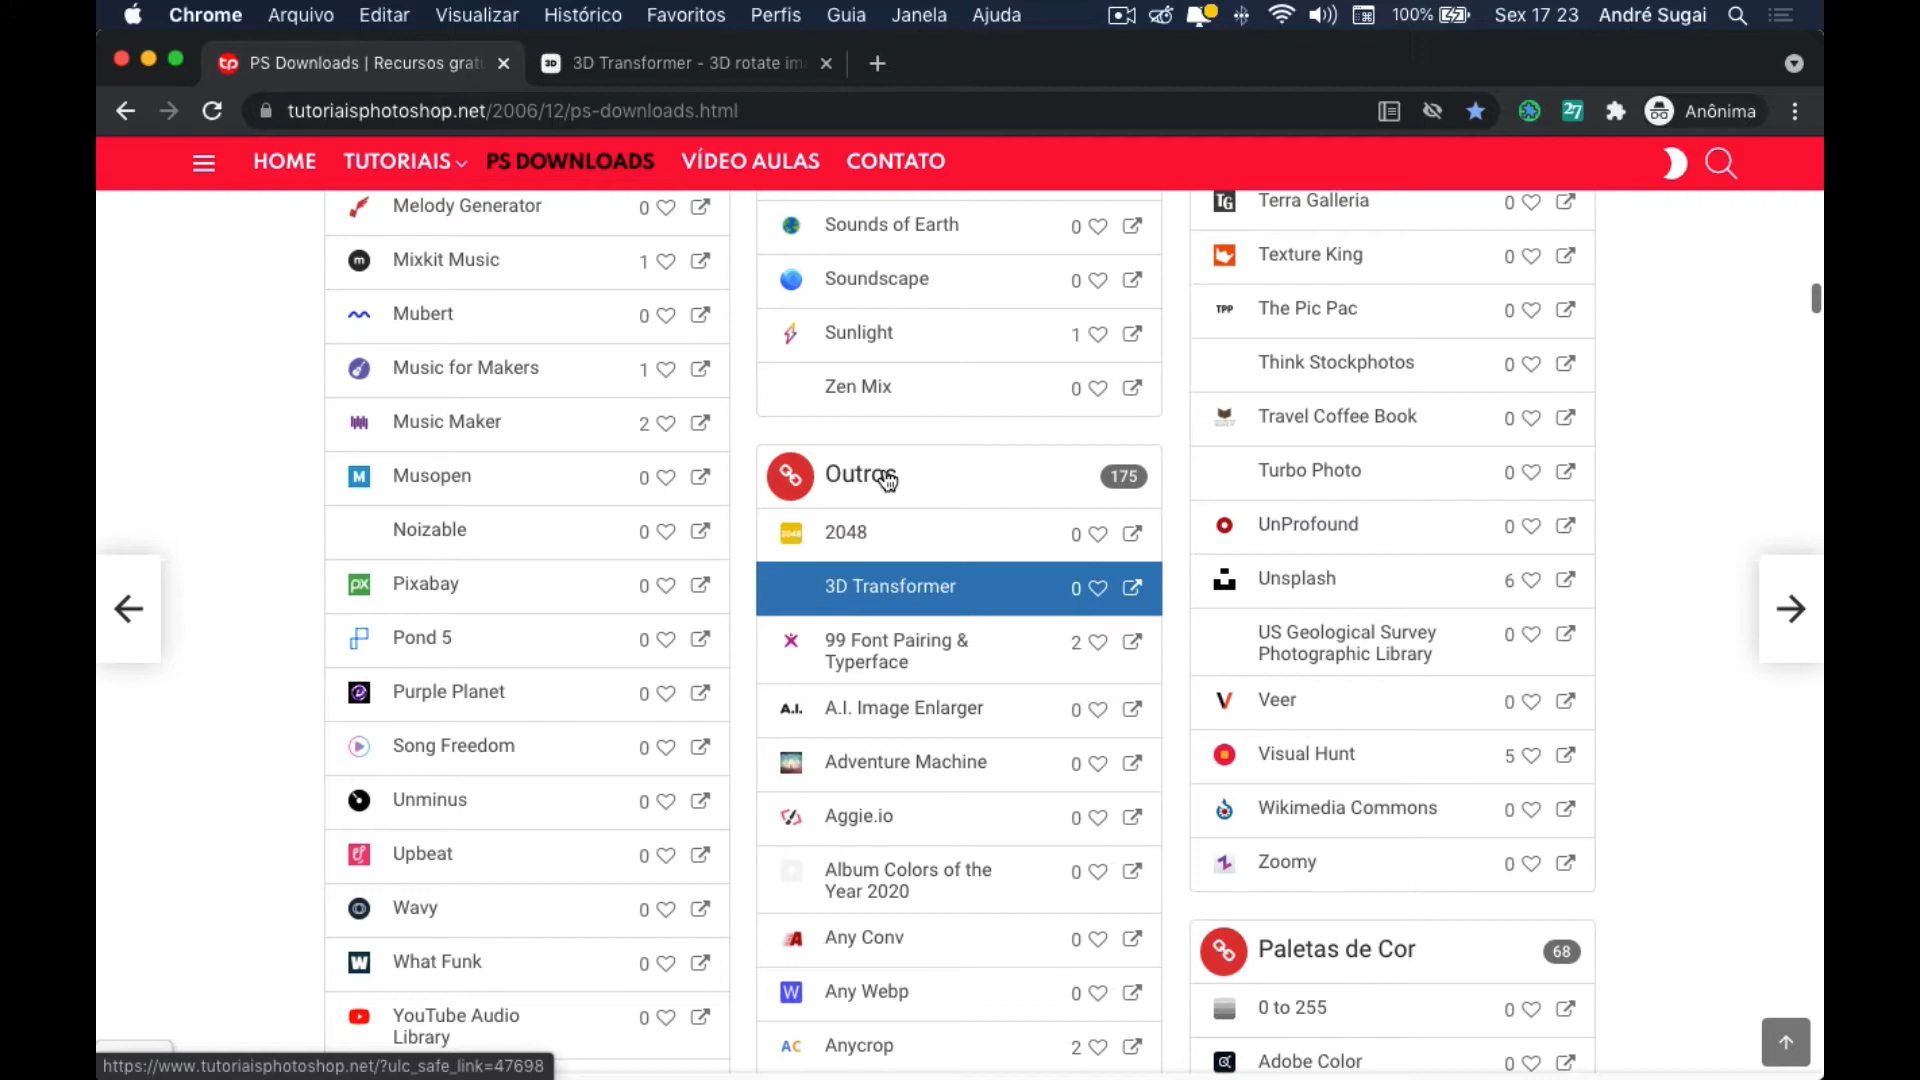 Chrome Arquivo Editar Visualizar Histórico Favoritos Perfis Guia Janela Ajuda 100% Sex 17 23 André Sugai
tp PS Downloads | Recursos grat 3D 3D Transformer - 3D rotate im
tutoriaisphotoshop.net/2006/12/ps-downloads.html 27 Anônima
HOME TUTORIAIS PS DOWNLOADS VÍDEO AULAS CONTATO
Melody Generator 0
m Mixkit Music 1
Mubert 0
Music for Makers 1
Music Maker 2
M Musopen 0
Noizable 0
px Pixabay 0
Pond 5 0
Purple Planet 0
Song Freedom 0
Unminus 0
Upbeat 0
Wavy 0
W What Funk 0
YouTube Audio 0
Library
Sounds of Earth 0
Soundscape 0
Sunlight 1
Zen Mix 0
Outros 175
2048 2048 0
3D Transformer 0
99 Font Pairing & 2
Typerface
A.I. A.I. Image Enlarger 0
Adventure Machine 0
Aggie.io 0
Album Colors of the 0
Year 2020
Any Conv 0
W Any Webp 0
AC Anycrop 2
TG Terra Galleria 0
Texture King 0
TPP The Pic Pac 0
Think Stockphotos 0
Travel Coffee Book 0
Turbo Photo 0
UnProfound 0
Unsplash 6
US Geological Survey 0
Photographic Library
V Veer 0
Visual Hunt 5
Wikimedia Commons 0
Zoomy 0
Paletas de Cor 68
0 to 255 0
Adobe Color 0
https://www.tutoriaisphotoshop.net/?ulc_safe_link=47698